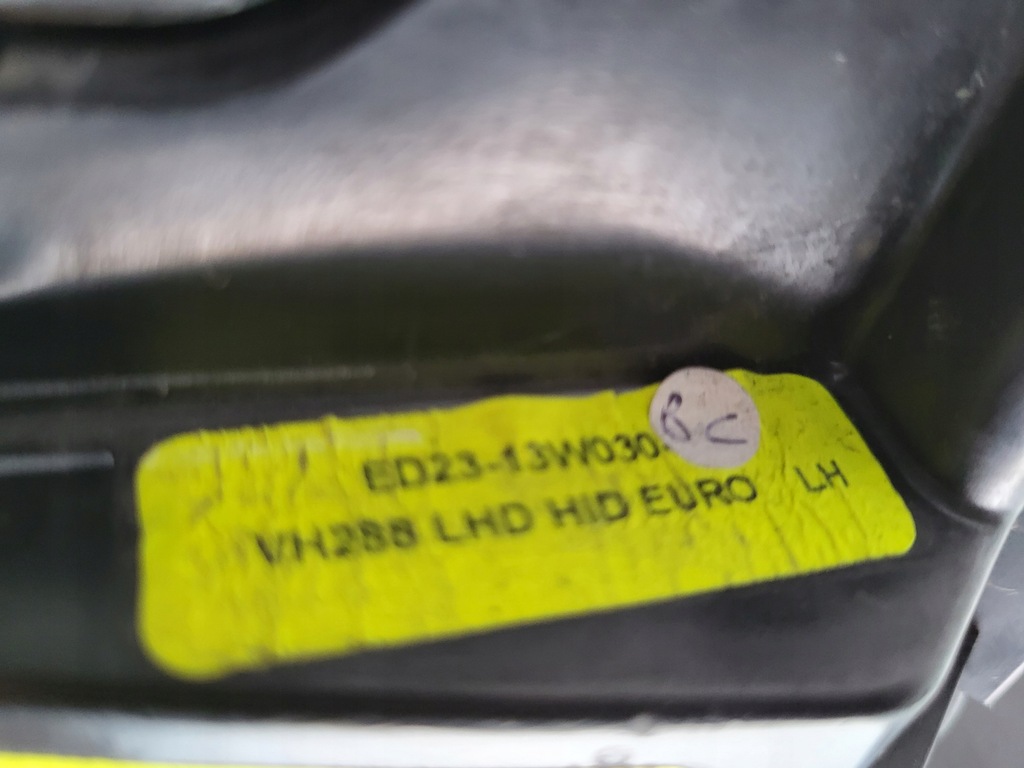 ED23-13W030-
BC
VH288 LHD HID EURO LH